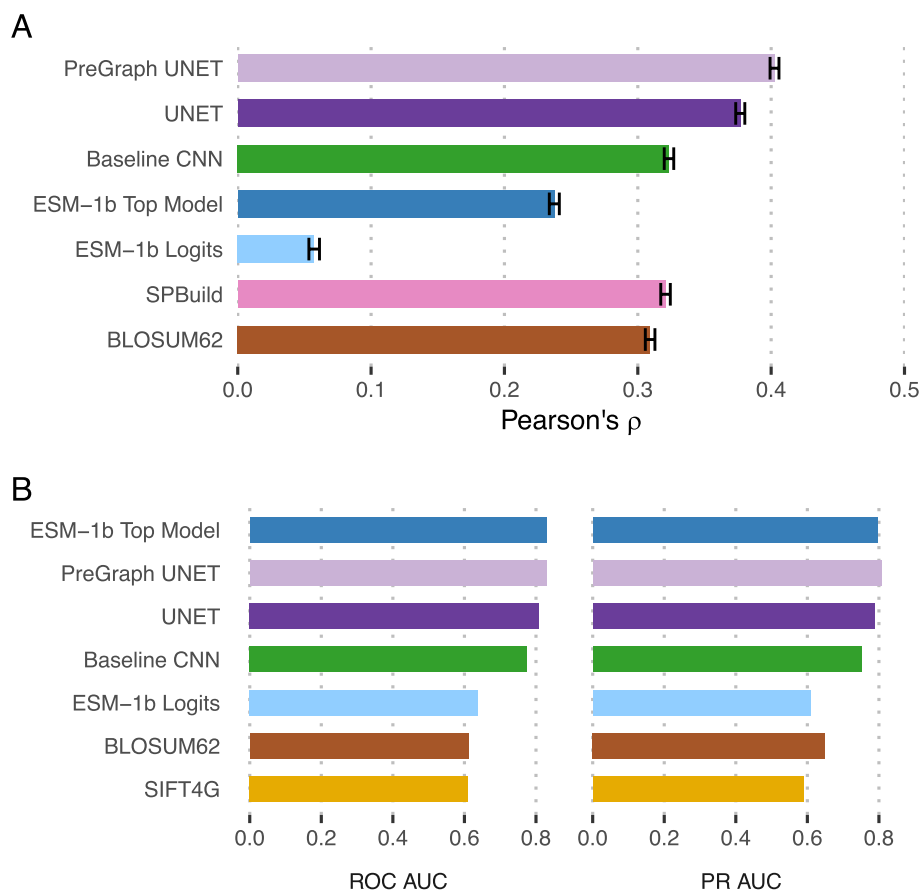 A
PreGraph UNET
UNET
Baseline CNN
ESM−1b Top Model
ESM−1b Logits
SPBuild
BLOSUM62
0.0 0.1 0.2 0.3 0.4 0.5
Pearson's ρ
B
ESM−1b Top Model
PreGraph UNET
UNET
Baseline CNN
ESM−1b Logits
BLOSUM62
SIFT4G
0.0 0.2 0.4 0.6 0.8 0.0 0.2 0.4 0.6 0.8
ROC AUC PR AUC